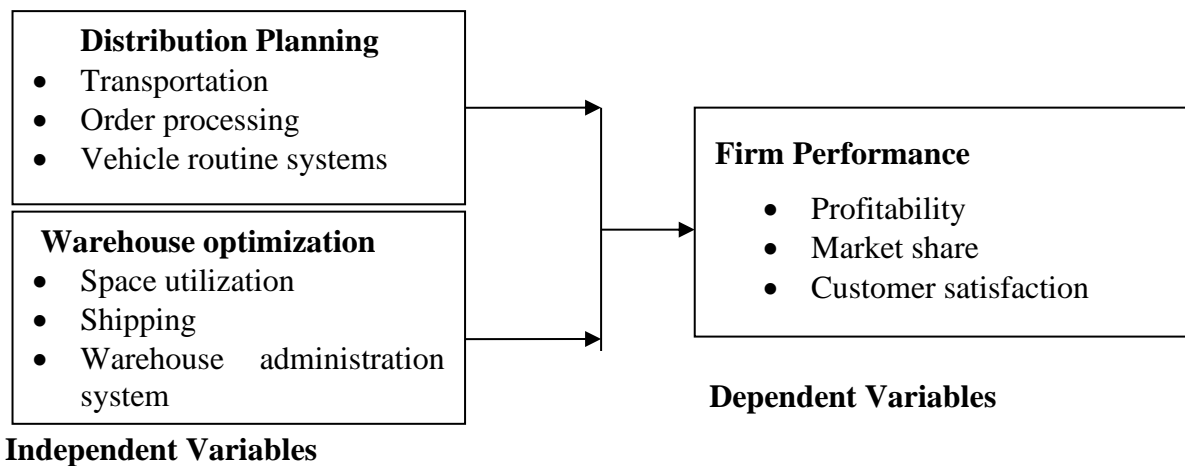 Distribution Planning
• Transportation
• Order processing
• Vehicle routine systems
Warehouse optimization
• Space utilization
• Shipping
• Warehouse administration
system
Independent Variables
Firm Performance
• Profitability
• Market share
• Customer satisfaction
Dependent Variables